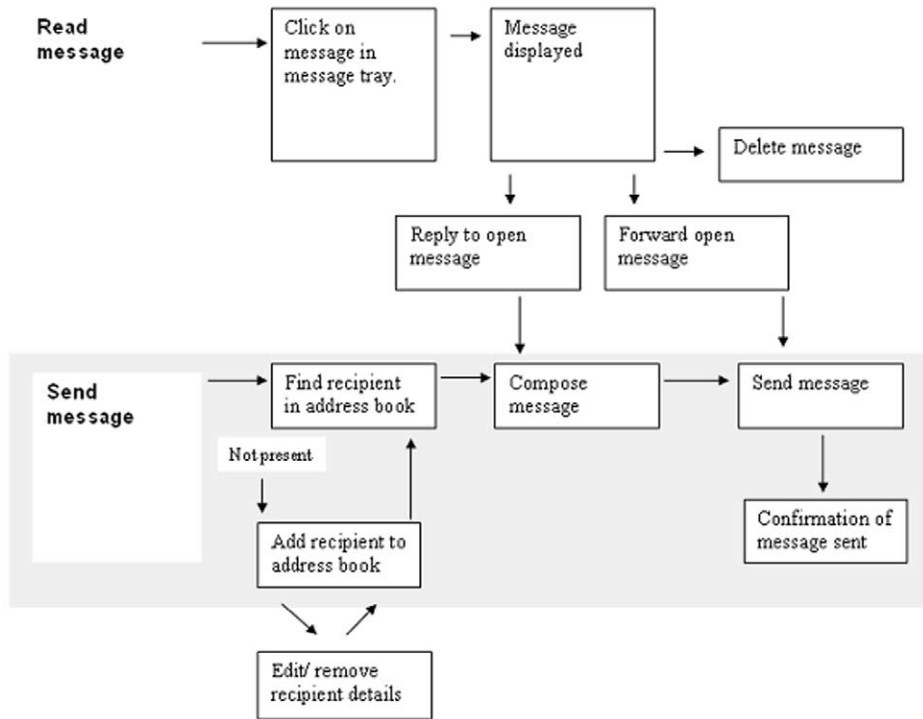 Read
message
Click on
message in
message tray.
Message
displayed
Delete message
Reply to open
message
Forward open
message
Send
message
Find recipient
in address book
Compose
message
Send message
Not present
Add recipient to
address book
Confirmation of
message sent
Edit/ remove
recipient details